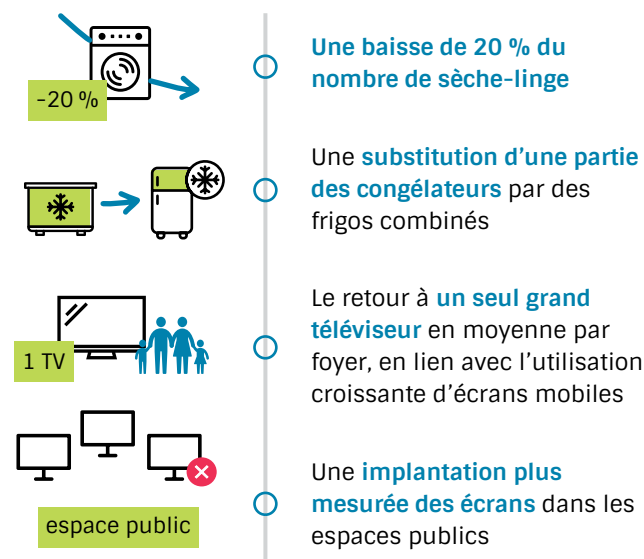 -20 %
Une baisse de 20 % du
nombre de sèche-linge
Une substitution d’une partie
des congélateurs par des
frigos combinés
1 TV
Le retour à un seul grand
téléviseur en moyenne par
foyer, en lien avec l’utilisation
croissante d’écrans mobiles
espace public
Une implantation plus
mesurée des écrans dans les
espaces publics